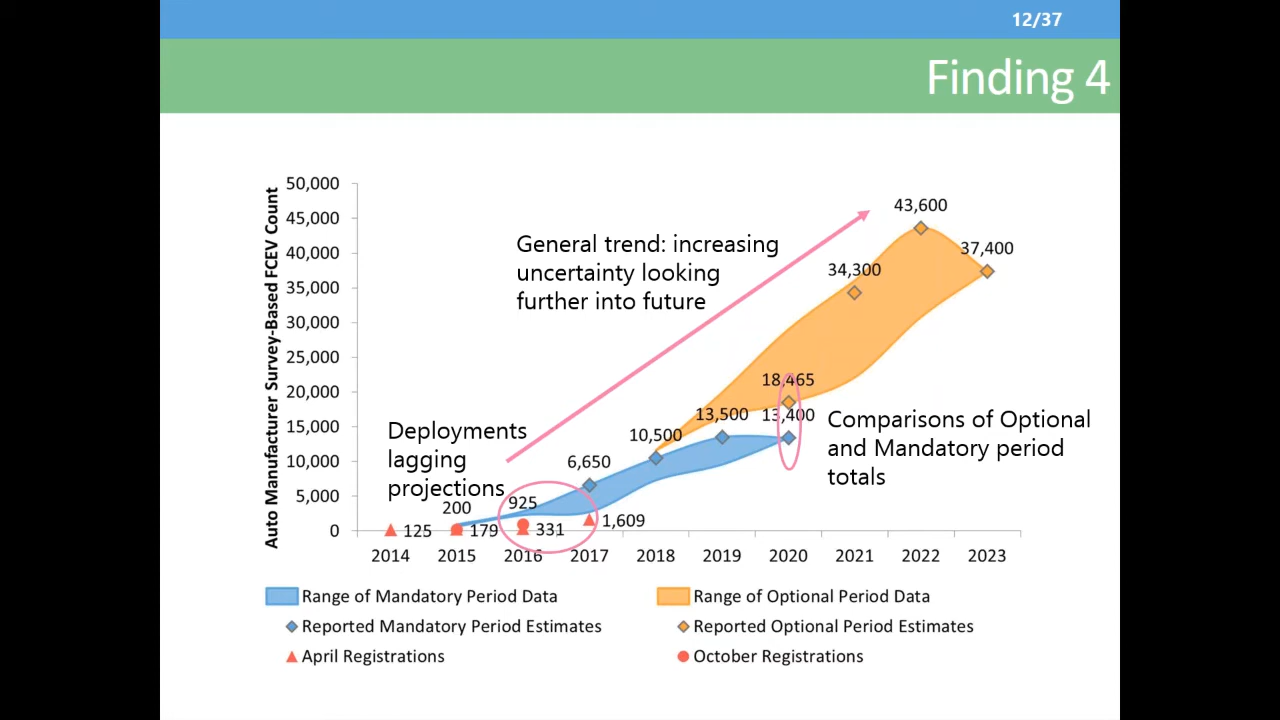 12/37
Finding 4
Auto Manufacturer Survey-Based FCEV Count
50,000
45,000
40,000
35,000
30,000
25,000
20,000
15,000
10,000
5,000
0
General trend: increasing
uncertainty looking
further into future
Deployments
lagging
projections
Comparisons of Optional
and Mandatory period
totals
43,600
37,400
34,300
18,465
13,500
13,400
10,500
6,650
925
200
125
179
331
1,609
2014 2015 2016 2017 2018 2019 2020 2021 2022 2023
Range of Mandatory Period Data
Range of Optional Period Data
Reported Mandatory Period Estimates
Reported Optional Period Estimates
April Registrations
October Registrations